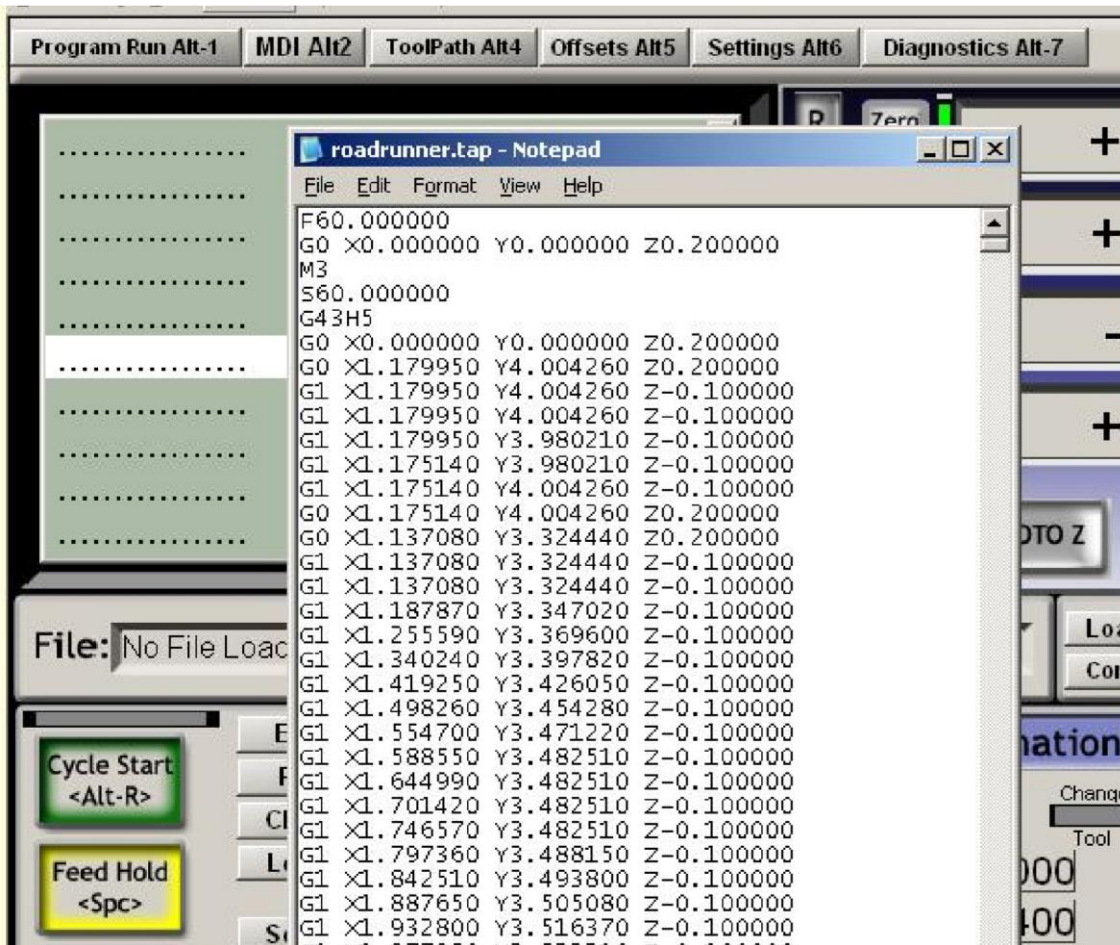 Program Run Alt-1 MDI Alt2 ToolPath Alt4 Offsets Alt5 Settings Alt6 Diagnostics Alt-7
R Zero
roadrunner.tap - Notepad
File Edit Format View Help
F60.000000
G0 X0.000000 Y0.000000 Z0.200000
M3
S60.000000
G43H5
G0 X0.000000 Y0.000000 Z0.200000
G0 X1.179950 Y4.004260 Z0.200000
G1 X1.179950 Y4.004260 Z-0.100000
G1 X1.179950 Y4.004260 Z-0.100000
G1 X1.179950 Y3.980210 Z-0.100000
G1 X1.175140 Y3.980210 Z-0.100000
G1 X1.175140 Y4.004260 Z-0.100000
G0 X1.175140 Y4.004260 Z0.200000
G0 X1.137080 Y3.324440 Z0.200000
G1 X1.137080 Y3.324440 Z-0.100000
G1 X1.137080 Y3.324440 Z-0.100000
G1 X1.187870 Y3.347020 Z-0.100000
G1 X1.255590 Y3.369600 Z-0.100000
G1 X1.340240 Y3.397820 Z-0.100000
G1 X1.419250 Y3.426050 Z-0.100000
G1 X1.498260 Y3.454280 Z-0.100000
G1 X1.554700 Y3.471220 Z-0.100000
G1 X1.588550 Y3.482510 Z-0.100000
G1 X1.644990 Y3.482510 Z-0.100000
G1 X1.701420 Y3.482510 Z-0.100000
G1 X1.746570 Y3.482510 Z-0.100000
G1 X1.797360 Y3.488150 Z-0.100000
G1 X1.842510 Y3.493800 Z-0.100000
G1 X1.887650 Y3.505080 Z-0.100000
G1 X1.932800 Y3.516370 Z-0.100000
OTO Z
File: No File Load
Cycle Start
<Alt-R>
Feed Hold
<Spc>
Loa
Cor
nation
Chang
Tool
000
400